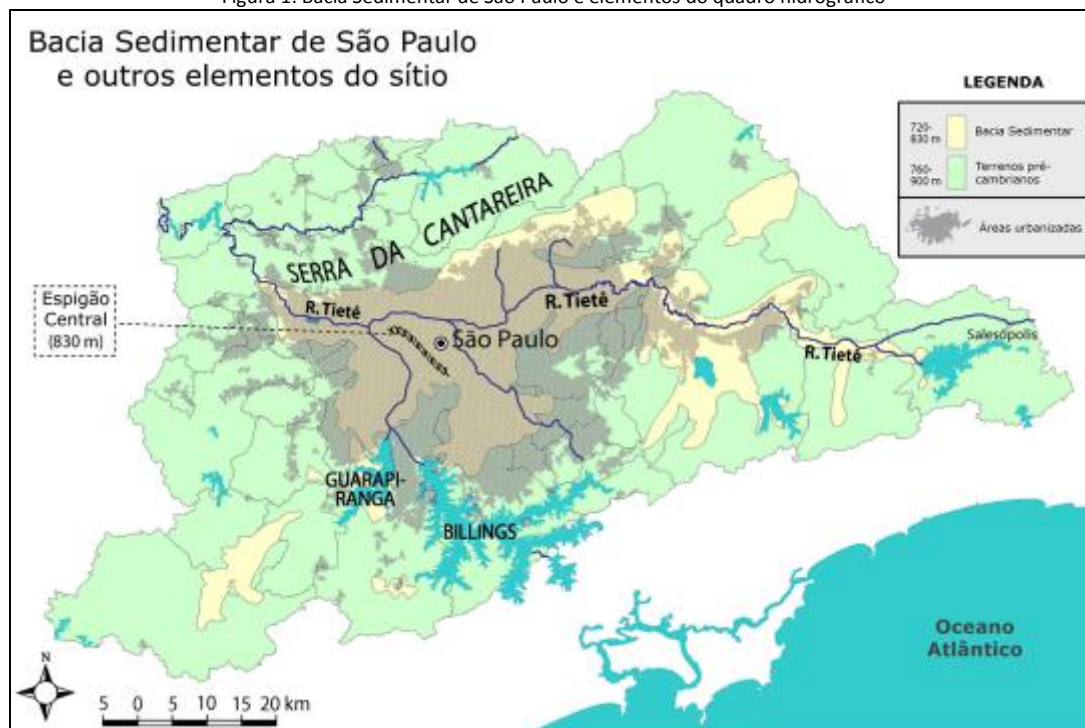 Figura 1: Bacia Sedimentar de São Paulo e elementos do quadro hidrográfico
Bacia Sedimentar de São Paulo
e outros elementos do sítio
LEGENDA
720-
830 m
Bacia Sedimentar
760-
900 m
Terrenos pré-
cambrianos
Áreas urbanizadas
SERRA DA CANTAREIRA
Espigão
Central
(830 m)
R. Tietê
R. Tietê
São Paulo
R. Tietê
Salesópolis
GUARAPI-
RANGA
BILLINGS
Oceano
Atlântico
N
5 0 5 10 15 20 km